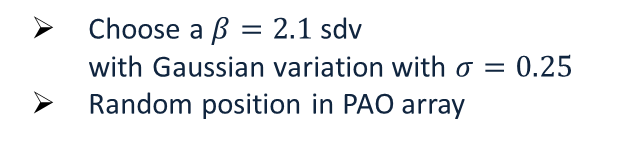 ➢ Choose a 𝛽 = 2.1 sdv
with Gaussian variation with 𝜎 = 0.25
➢ Random position in PAO array